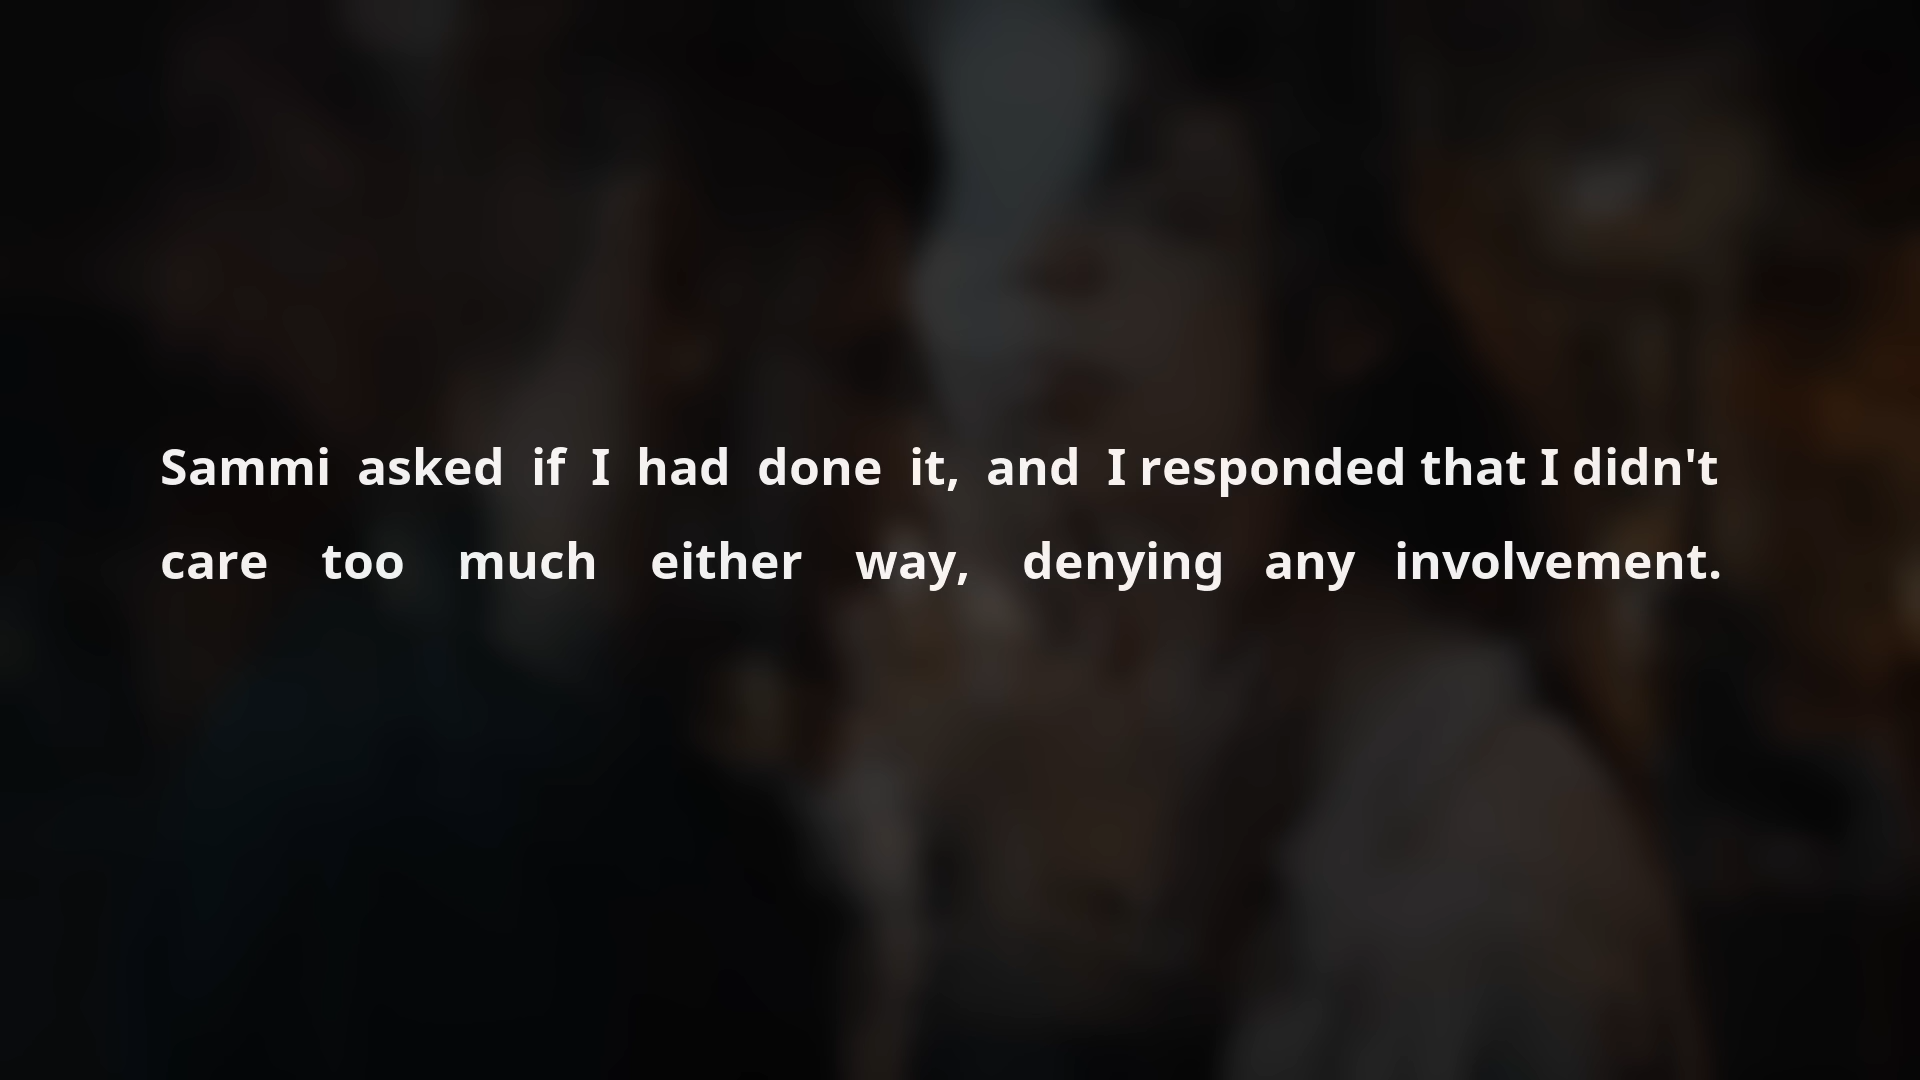 Sammi asked if I had done it, and I responded that I didn't
care too much either way, denying any involvement.